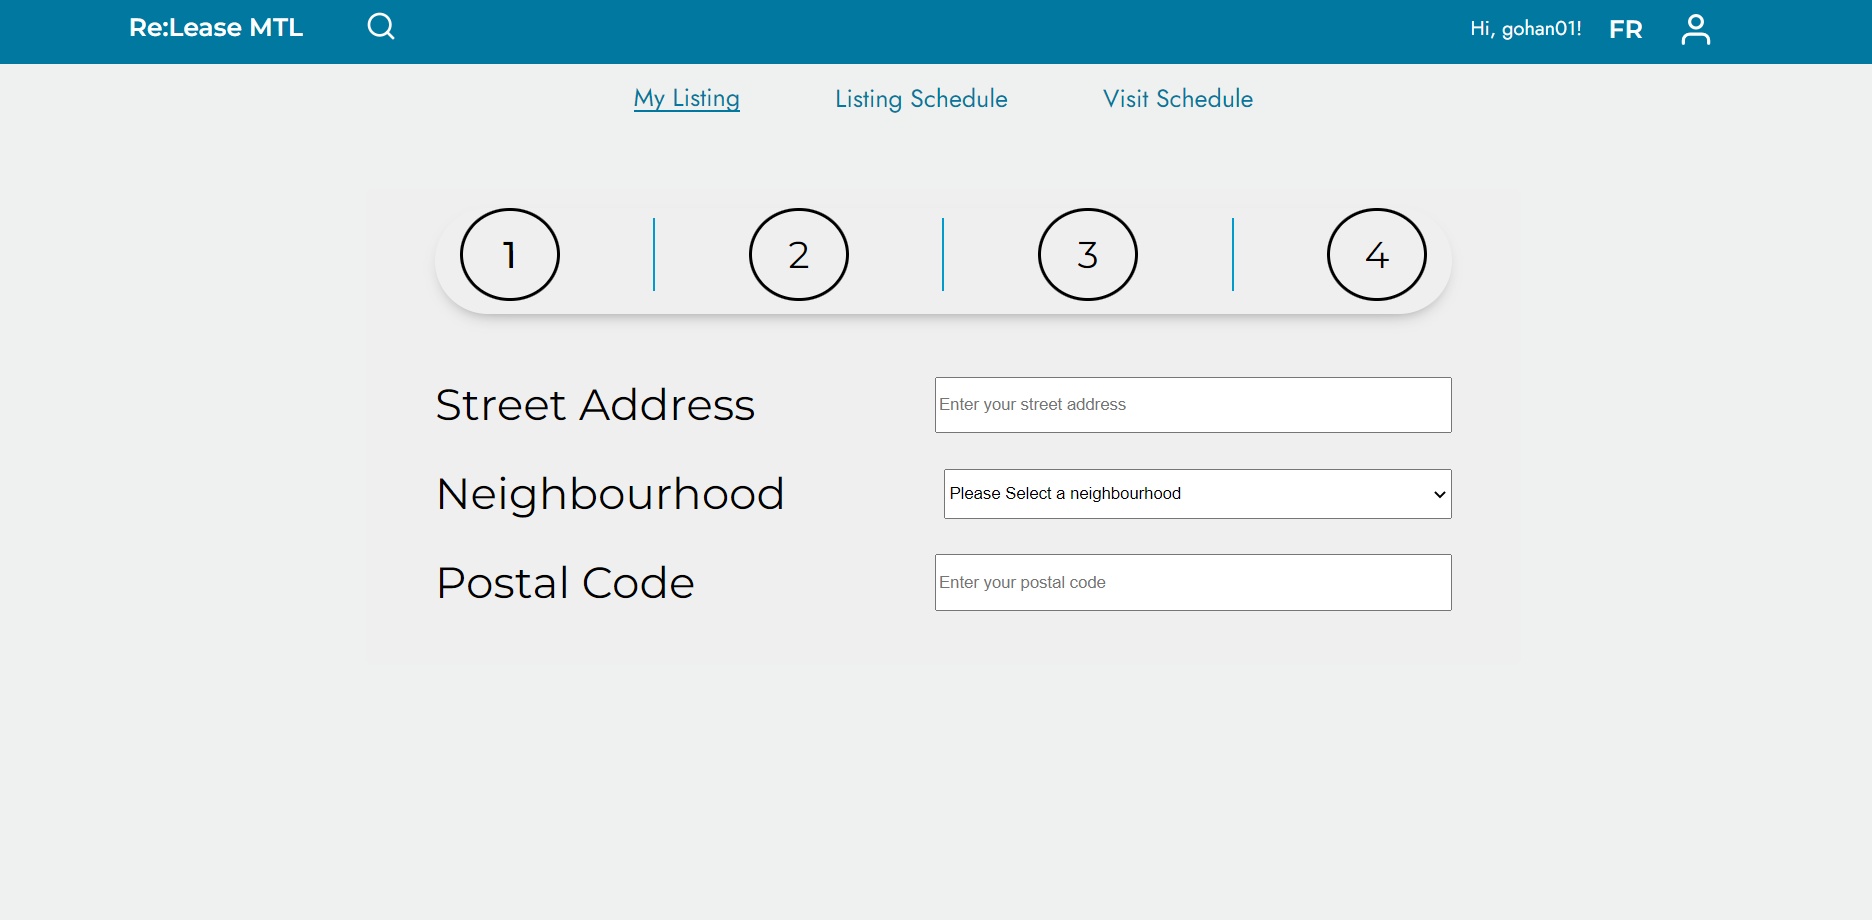 Re:Lease MTL
Hi, gohan01!
FR
My Listing
Listing Schedule
Visit Schedule
1
2
3
4
Street Address
Enter your street address
Neighbourhood
Please Select a neighbourhood
Postal Code
Enter your postal code